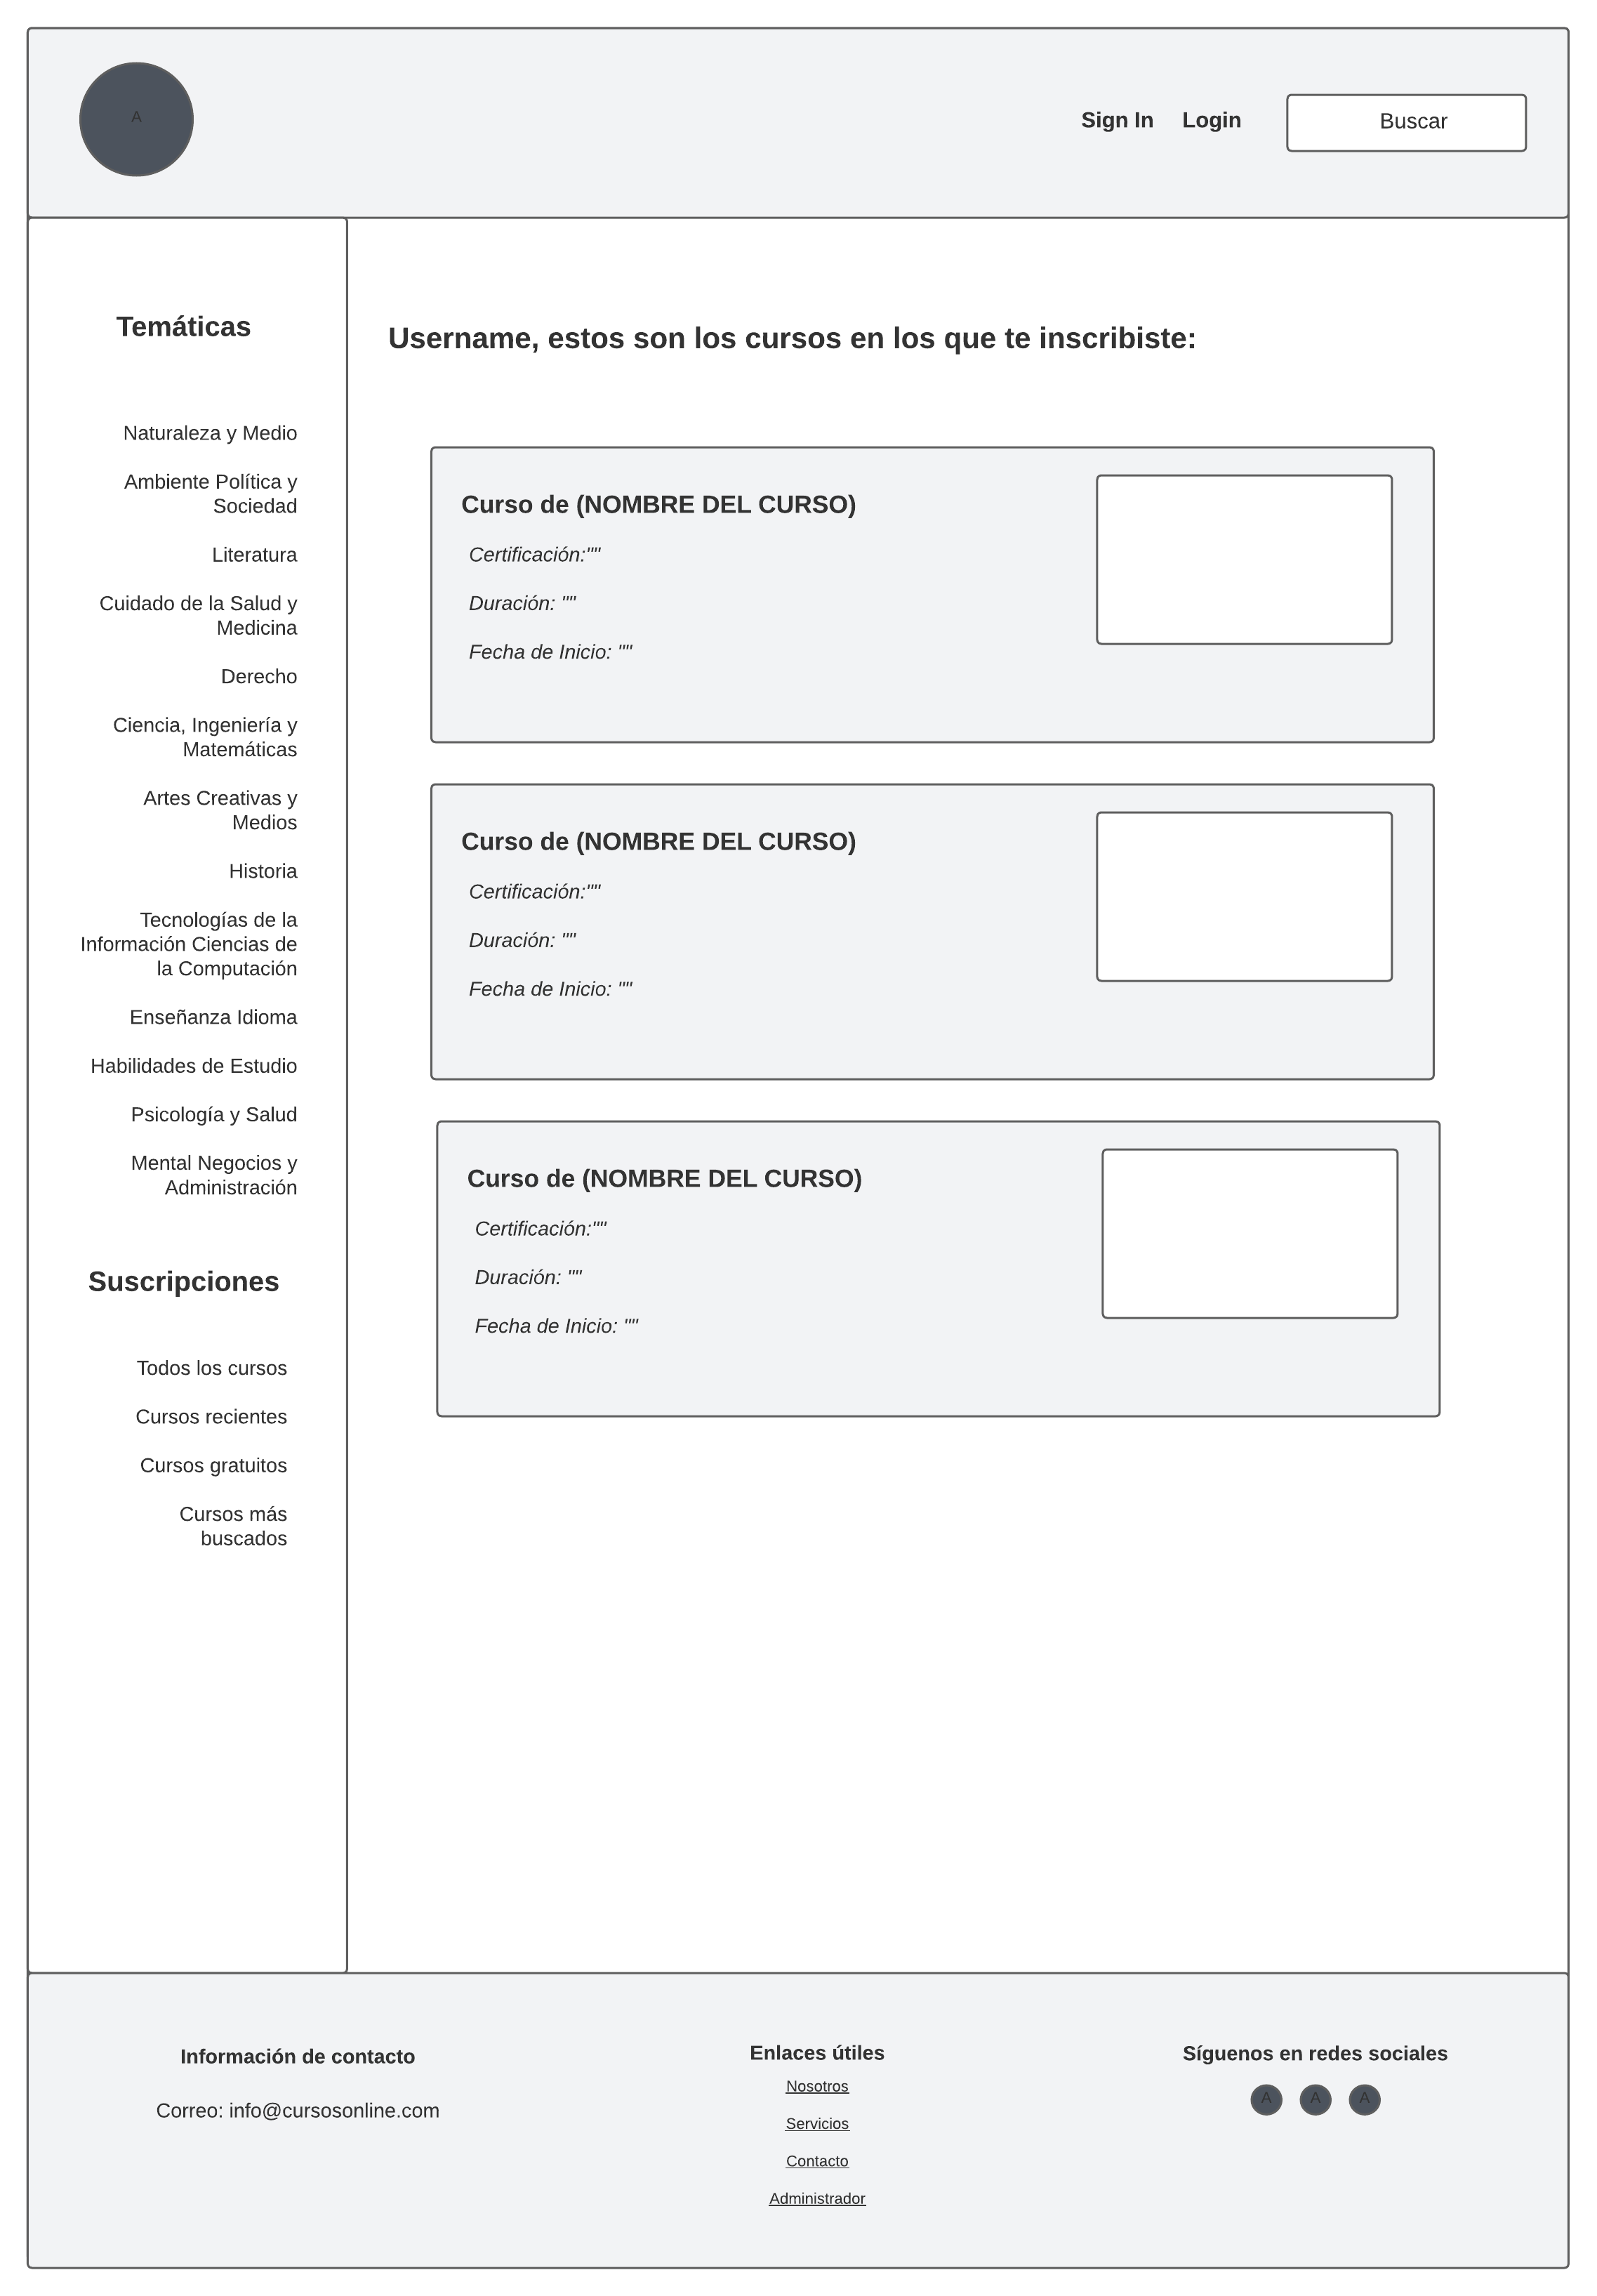 A
Sign In
Login
Buscar
Temáticas
Naturaleza y Medio
Ambiente Política y
Sociedad
Literatura
Cuidado de la Salud y
Medicina
Derecho
Ciencia, Ingeniería y
Matemáticas
Artes Creativas y
Medios
Historia
Tecnologías de la
Información Ciencias de
la Computación
Enseñanza Idioma
Habilidades de Estudio
Psicología y Salud
Mental Negocios y
Administración
Suscripciones
Todos los cursos
Cursos recientes
Cursos gratuitos
Cursos más
buscados
Username, estos son los cursos en los que te inscribiste:
Curso de (NOMBRE DEL CURSO)
Certificación:""
Duración: ""
Fecha de Inicio: ""
Curso de (NOMBRE DEL CURSO)
Certificación:""
Duración: ""
Fecha de Inicio: ""
Curso de (NOMBRE DEL CURSO)
Certificación:""
Duración: ""
Fecha de Inicio: ""
Información de contacto
Correo: info@cursosonline.com
Enlaces útiles
Nosotros
Servicios
Contacto
Administrador
Síguenos en redes sociales
A A A